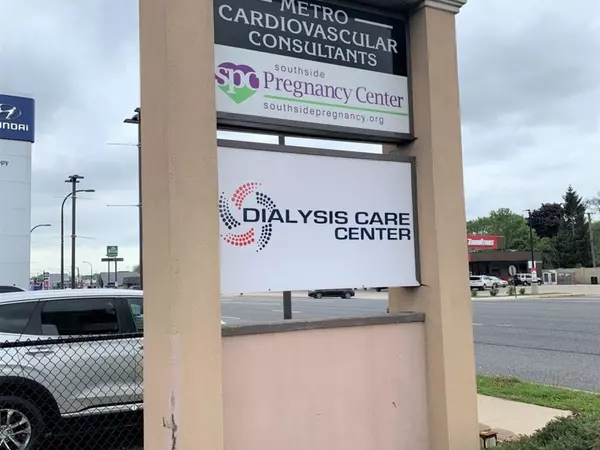 METRO
CARDIOVASCULAR
CONSULTANTS
southside
spc Pregnancy Center
southsidepregnancy.org
DIALYSIS CARE
CENTER
HYUNDAI